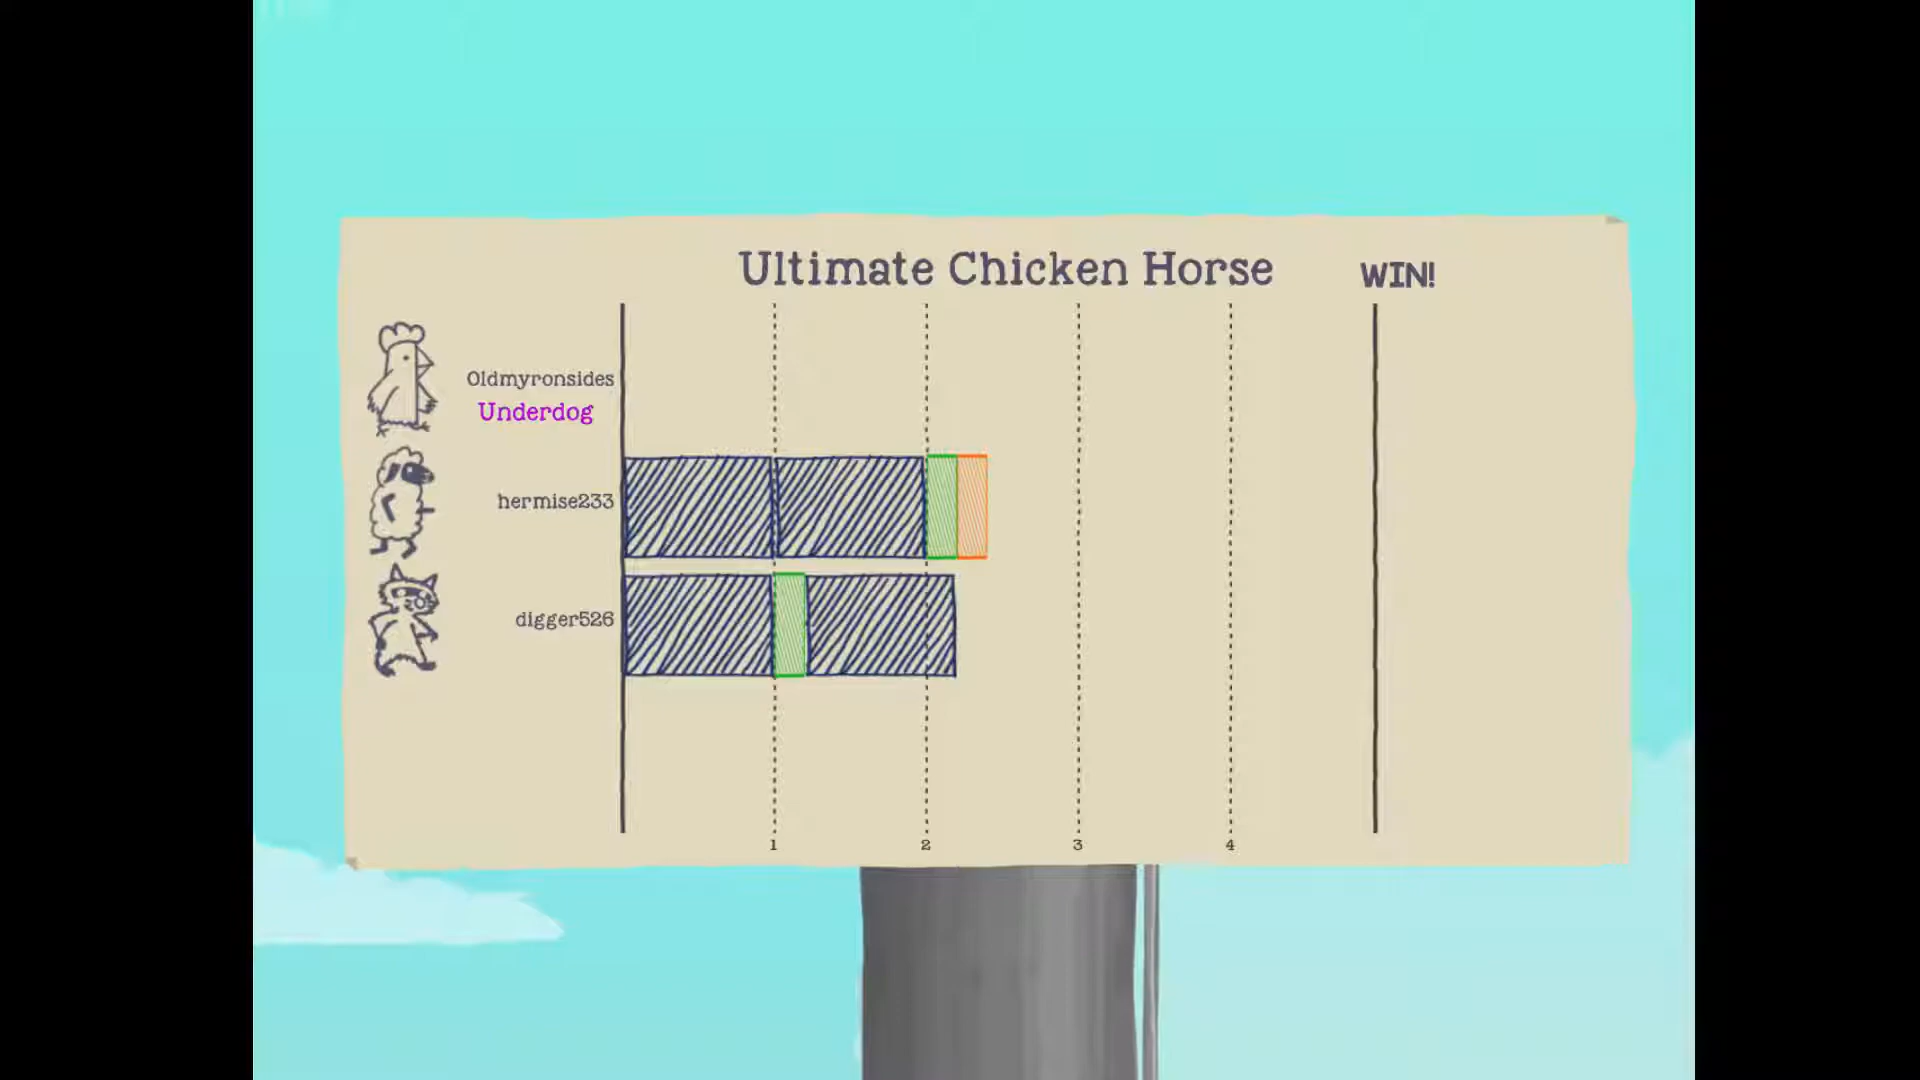 Ultimate Chicken Horse
WIN!
Oldmyronsides
Underdog
hermise233
digger526
1 2 3 4